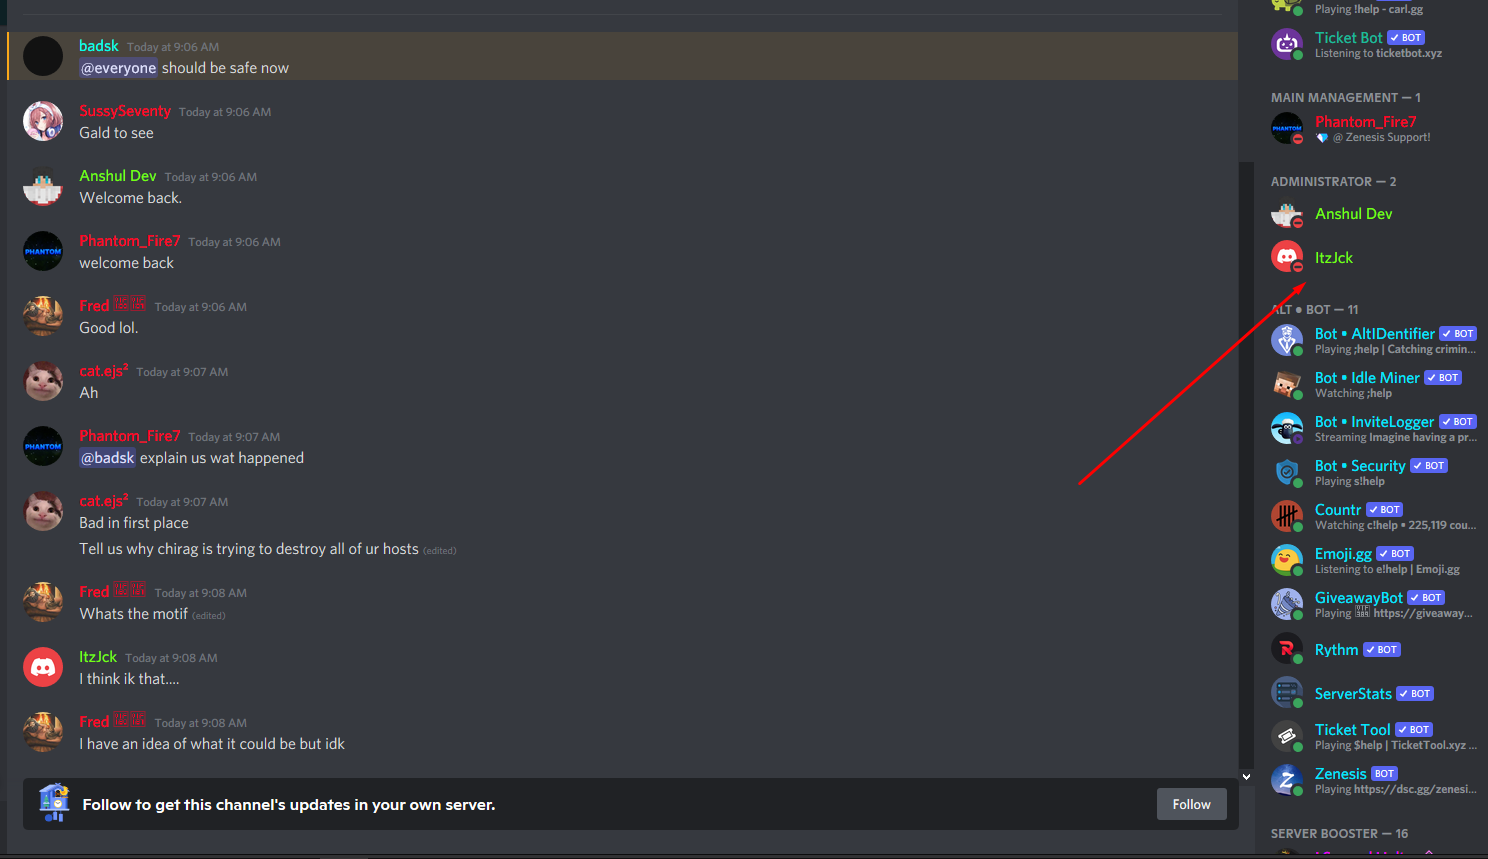 badsk Today at 9:06 AM
@everyone should be safe now
SussySeventy Today at 9:06 AM
Gald to see
Anshul Dev Today at 9:06 AM
Welcome back.
PHANTOM
Phantom_Fire7 Today at 9:06 AM
welcome back
Fred Today at 9:06 AM
Good lol.
cat.ejs² Today at 9:07 AM
Ah
PHANTOM
Phantom_Fire7 Today at 9:07 AM
@badsk explain us wat happened
cat.ejs² Today at 9:07 AM
Bad in first place
Tell us why chirag is trying to destroy all of ur hosts (edited)
Fred Today at 9:08 AM
Whats the motif (edited)
ItzJck Today at 9:08 AM
I think ik that....
Fred Today at 9:08 AM
I have an idea of what it could be but idk
Follow to get this channel's updates in your own server.
Follow
Playing !help - carl.gg
Ticket Bot ✓ BOT
Listening to ticketbot.xyz
MAIN MANAGEMENT — 1
PHANTOM
Phantom_Fire7
💎 @ Zenesis Support!
ADMINISTRATOR — 2
Anshul Dev
ItzJck
ALT • BOT — 11
Bot • AltIDentifier ✓ BOT
Playing ;help | Catching crimin...
Bot • Idle Miner ✓ BOT
Watching ;help
Bot • InviteLogger ✓ BOT
Streaming Imagine having a pr...
Bot • Security ✓ BOT
Playing s!help
Countr ✓ BOT
Watching c!help • 225,119 cou...
Emoji.gg ✓ BOT
Listening to e!help | Emoji.gg
GiveawayBot ✓ BOT
Playing https://giveaway...
R
Rythm ✓ BOT
ServerStats ✓ BOT
Ticket Tool ✓ BOT
Playing $help | TicketTool.xyz ...
Z
Zenesis BOT
Playing https://dsc.gg/zenesi...
SERVER BOOSTER — 16